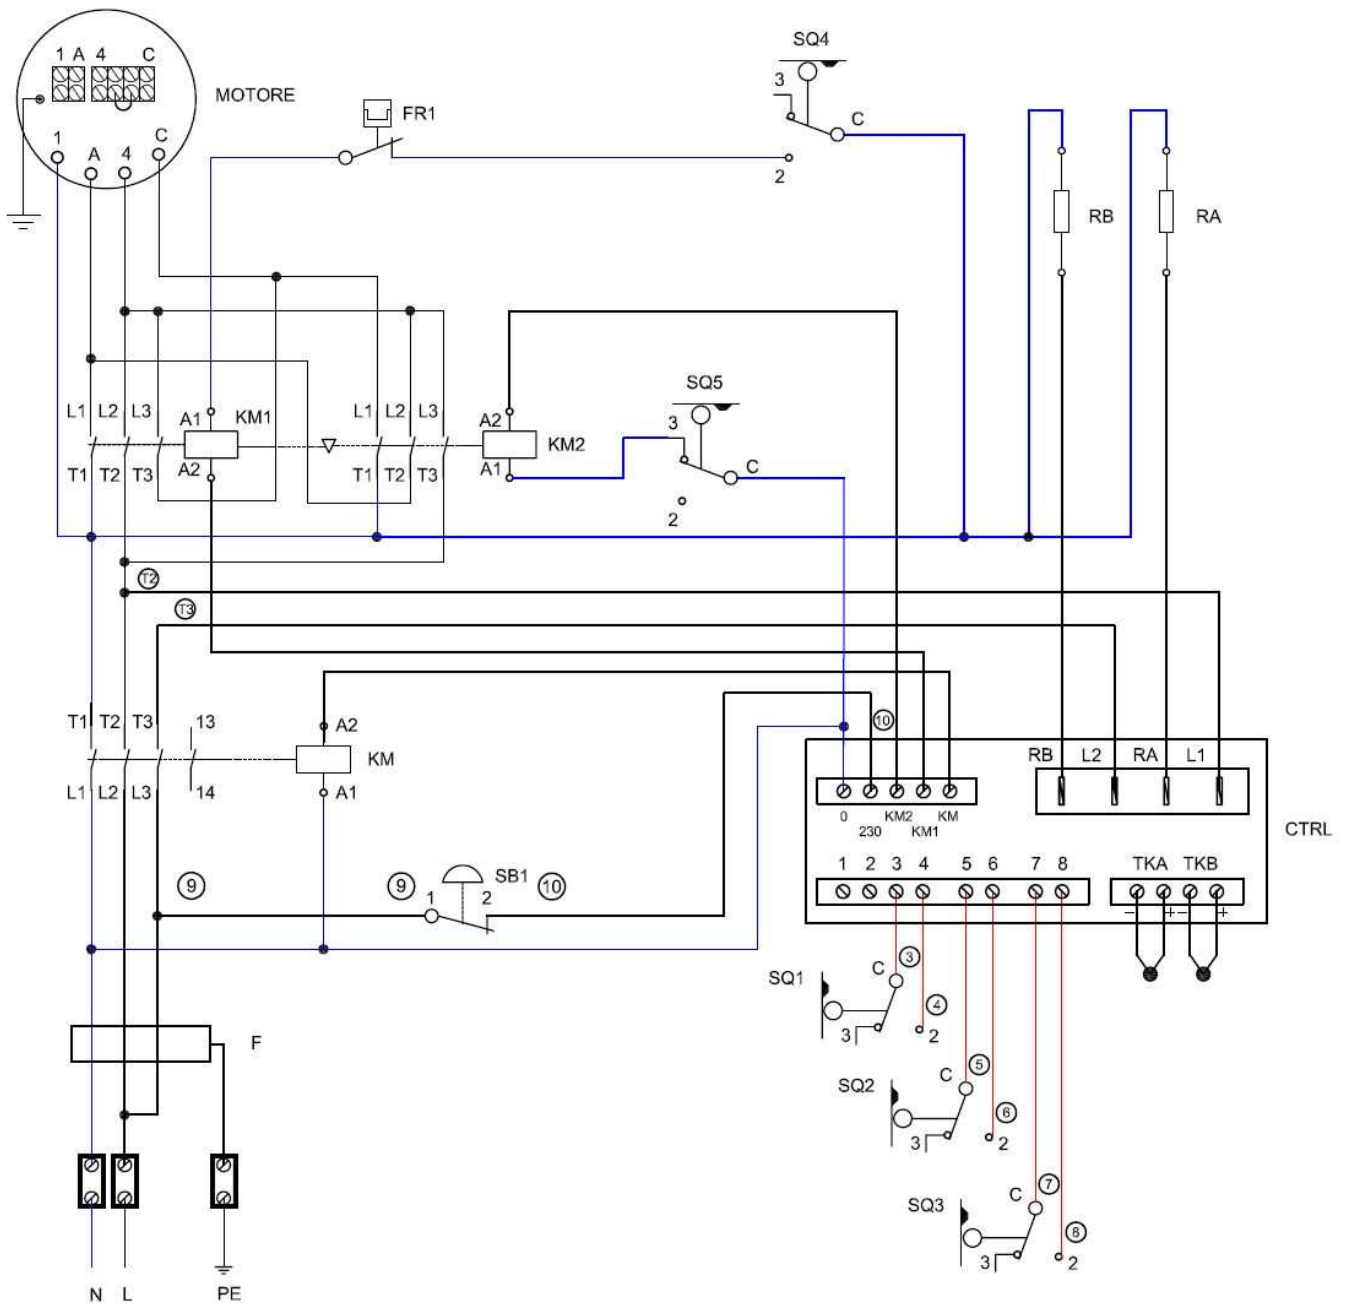 SQ4
1 A 4 C
3
MOTORE
FR1
C
1 A 4 C
2
RB RA
SQ5
L1 L2 L3 A1 KM1 L1 L2 L3 A2
3
KM2
T1 T2 T3 A2 T1 T2 T3 A1
C
2
T2
T3
T1 T2 T3 13 A2
10
KM
RB L2 RA L1
L1 L2 L3 14 A1
0 KM2 KM
230 KM1
CTRL
1 2 3 4 5 6 7 8 TKA TKB
9 9 1 SB1 2 10
- + - +
SQ1 C 3
4
3 2
SQ2 C 5
6
3 2
F
SQ3 C 7
8
3 2
N L PE